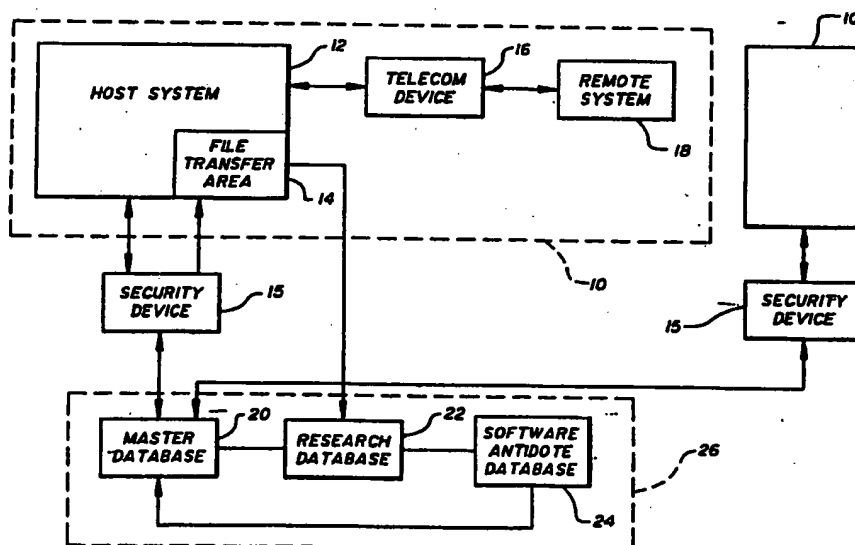 12
16
10
HOST SYSTEM
TELECOM
DEVICE
REMOTE
SYSTEM
18
FILE
TRANSFER
AREA
14
10
SECURITY
DEVICE
15
15
SECURITY
DEVICE
20
22
MASTER
DATABASE
RESEARCH
DATABASE
SOFTWARE
ANTIDOTE
DATABASE
24
26